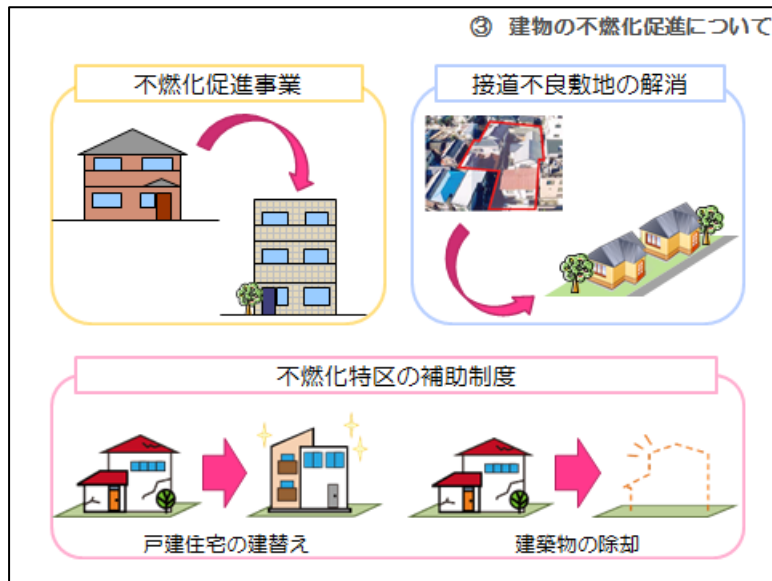 ③ 建物の不燃化促進について
不燃化促進事業
接道不良敷地の解消
不燃化特区の補助制度
戸建住宅の建替え
建築物の除却